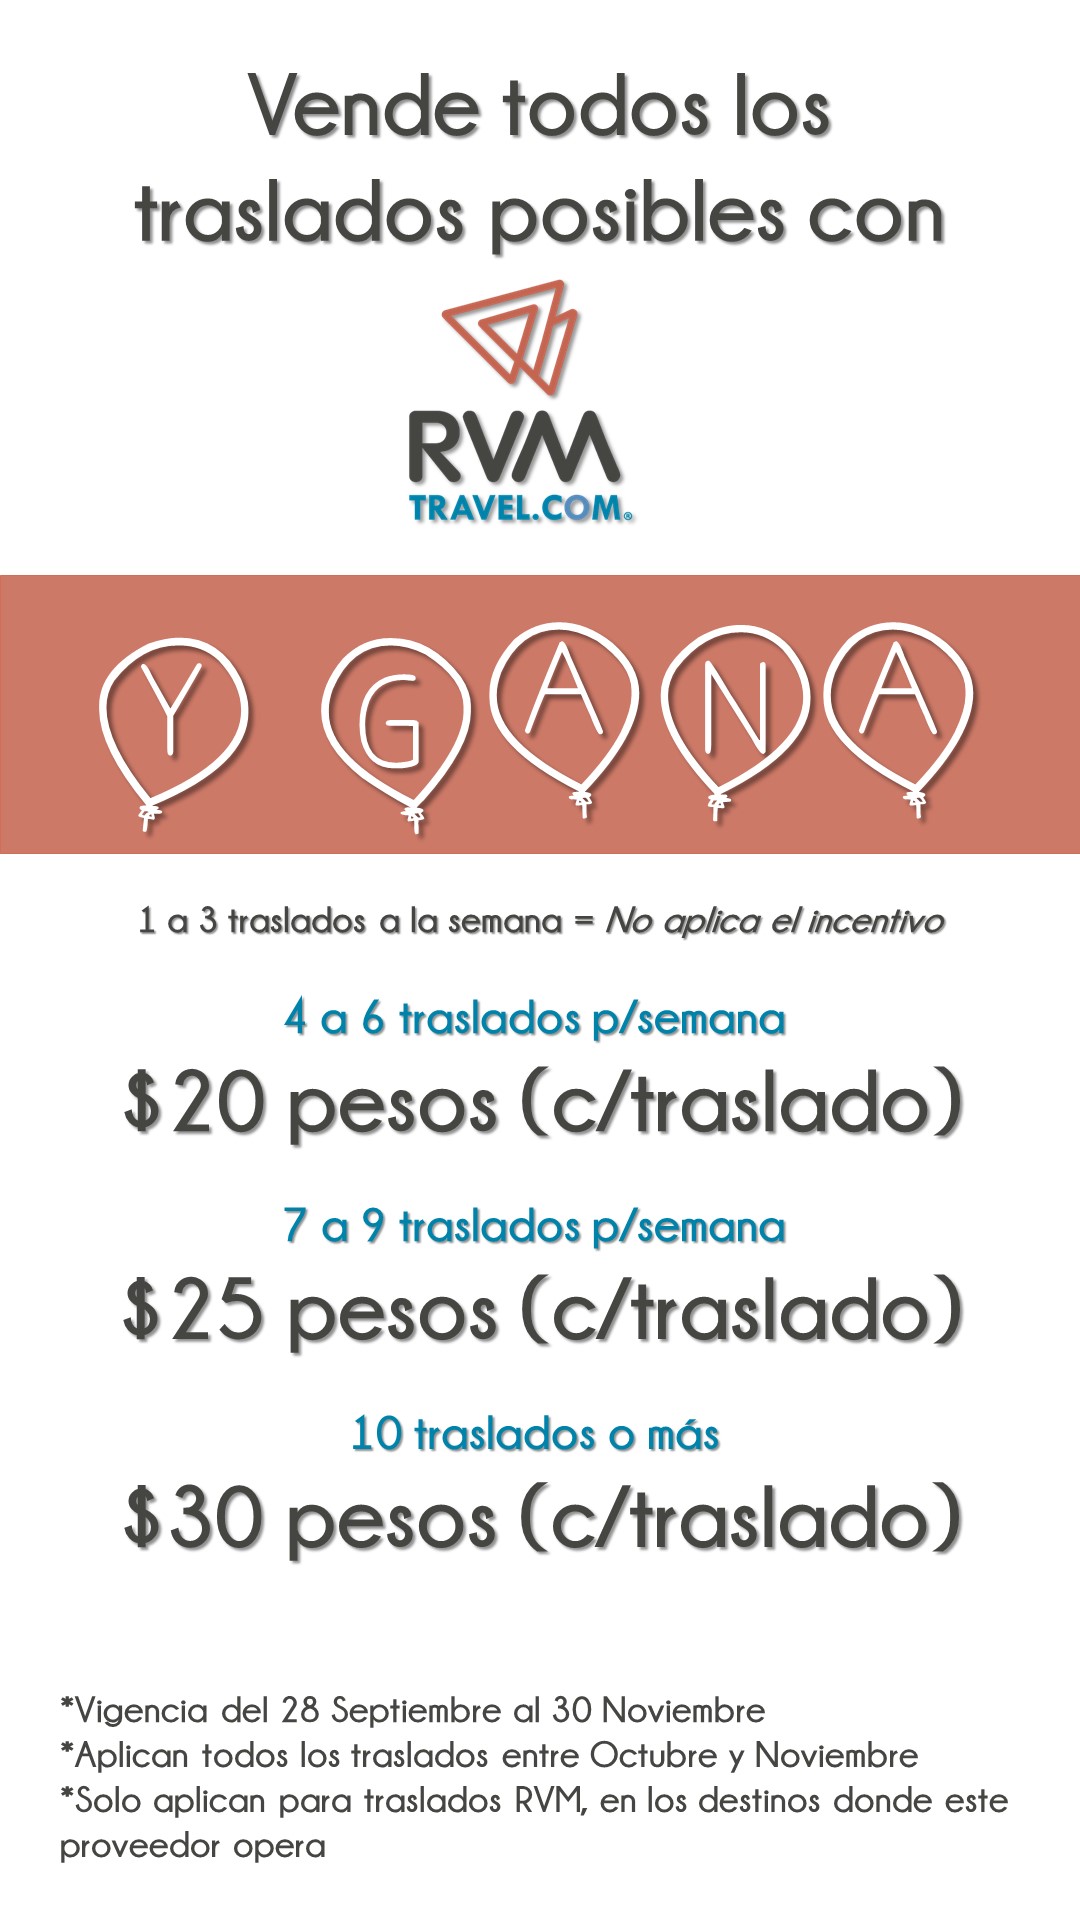 Vende todos los
traslados posibles con
RVM
TRAVEL.COM®
Y GANA
1 a 3 traslados a la semana = No aplica el incentivo
4 a 6 traslados p/semana
$20 pesos (c/traslado)
7 a 9 traslados p/semana
$25 pesos (c/traslado)
10 traslados o más
$30 pesos (c/traslado)
*Vigencia del 28 Septiembre al 30 Noviembre
*Aplican todos los traslados entre Octubre y Noviembre
*Solo aplican para traslados RVM, en los destinos donde este
proveedor opera